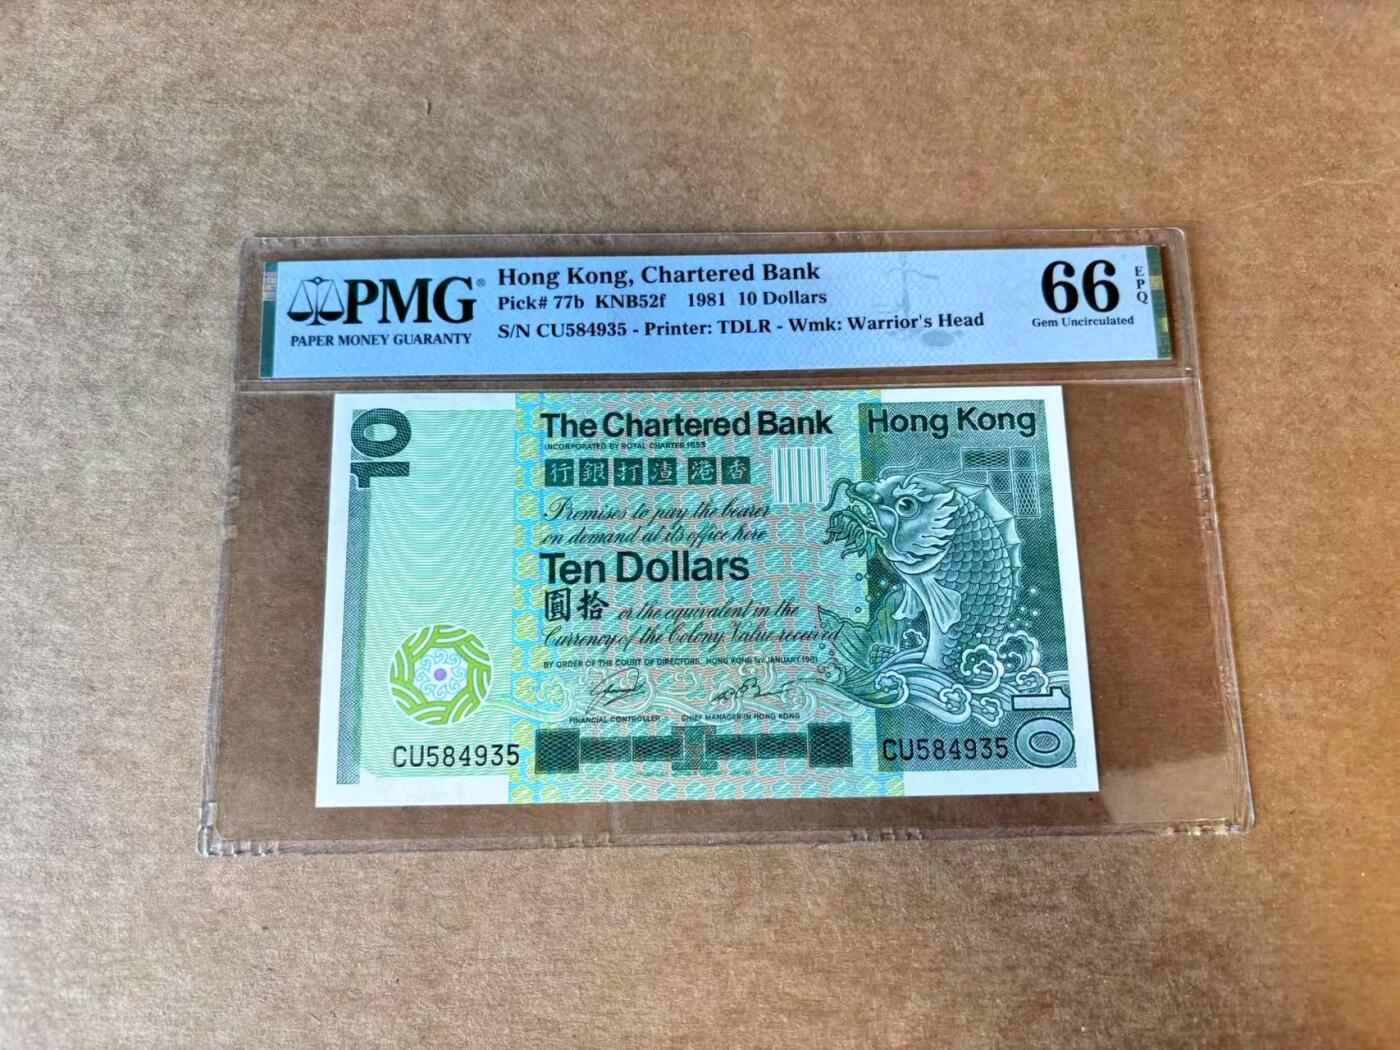 PMG®
PAPER MONEY GUARANTY
Hong Kong, Chartered Bank
Pick# 77b KNB52f 1981 10 Dollars
S/N CU584935 - Printer: TDLR - Wmk: Warrior's Head
66 EPQ
Gem Uncirculated
10
The Chartered Bank
Hong Kong
INCORPORATED BY ROYAL CHARTER 1853
行銀打渣港香
Promises to pay the bearer
on demand at its office here
Ten Dollars
圓拾 or the equivalent in the
Currency of the Colony, Value received
BY ORDER OF THE COURT OF DIRECTORS. HONG KONG 1ST JANUARY 1981
FINANCIAL CONTROLLER
CHIEF MANAGER IN HONG KONG
CU584935
CU584935
10